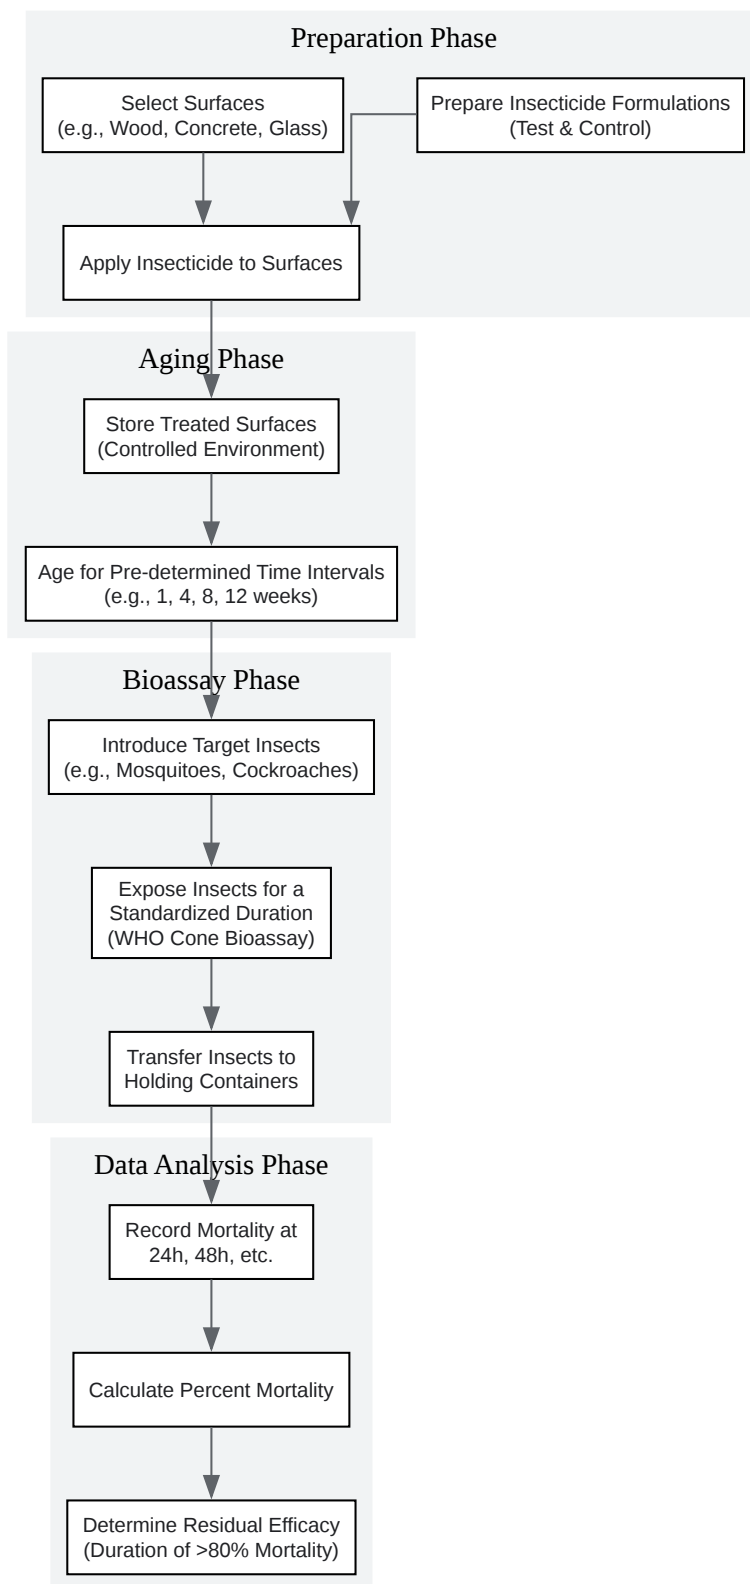 Preparation Phase
Select Surfaces
(e.g., Wood, Concrete, Glass)
Prepare Insecticide Formulations
(Test & Control)
Apply Insecticide to Surfaces
Aging Phase
Store Treated Surfaces
(Controlled Environment)
Age for Pre-determined Time Intervals
(e.g., 1, 4, 8, 12 weeks)
Bioassay Phase
Introduce Target Insects
(e.g., Mosquitoes, Cockroaches)
Expose Insects for a
Standardized Duration
(WHO Cone Bioassay)
Transfer Insects to
Holding Containers
Data Analysis Phase
Record Mortality at
24h, 48h, etc.
Calculate Percent Mortality
Determine Residual Efficacy
(Duration of >80% Mortality)